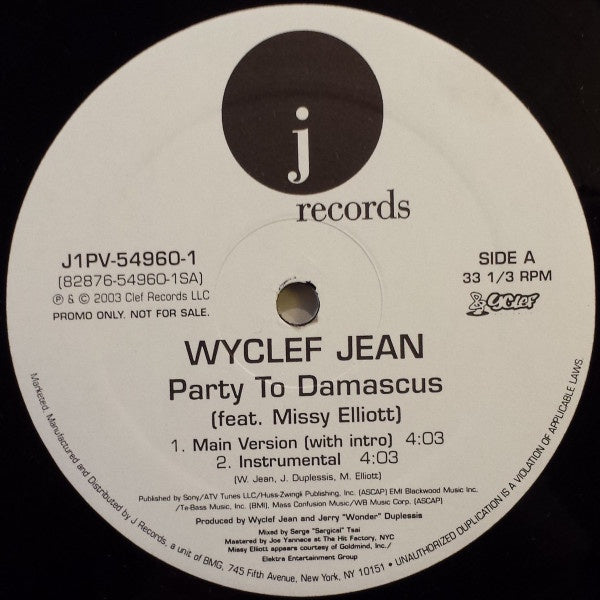 j
records
J1PV-54960-1
(82876-54960-1SA)
℗ & © 2003 Clef Records LLC
PROMO ONLY. NOT FOR SALE.
SIDE A
33 1/3 RPM
Wyclef
WYCLEF JEAN
Party To Damascus
(feat. Missy Elliott)
1. Main Version (with intro) 4:03
2. Instrumental 4:03
(W. Jean, J. Duplessis, M. Elliott)
Published by Sony/ATV Tunes LLC/Huss-Zwingli Publishing, Inc. (ASCAP) EMI Blackwood Music Inc.
/Te-Bass Music, Inc. (BMI), Mass Confusion Music/WB Music Corp. (ASCAP)
Produced by Wyclef Jean and Jerry "Wonder" Duplessis
Mixed by Serge "Sergical" Tsai
Mastered by Joe Yannece at The Hit Factory, NYC
Missy Elliott appears courtesy of Goldmind, Inc./
Elektra Entertainment Group
Marketed, Manufactured and Distributed by J Records, a unit of BMG, 745 Fifth Avenue, New York, NY 10151 • UNAUTHORIZED DUPLICATION IS A VIOLATION OF APPLICABLE LAWS